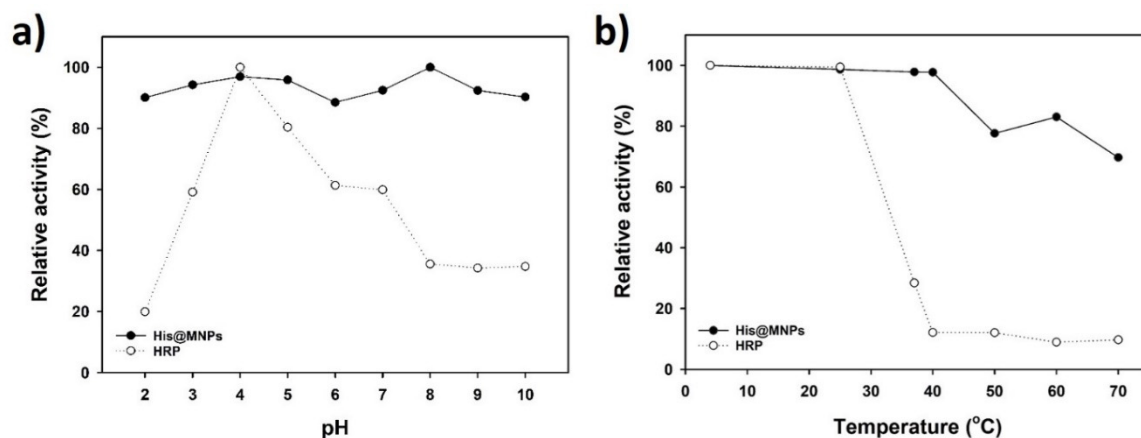 a)
Relative activity (%)
100
80
60
40
20
0
His@MNPs
HRP
2 3 4 5 6 7 8 9 10
pH
b)
Relative activity (%)
100
80
60
40
20
0
His@MNPs
HRP
0 10 20 30 40 50 60 70
Temperature (°C)